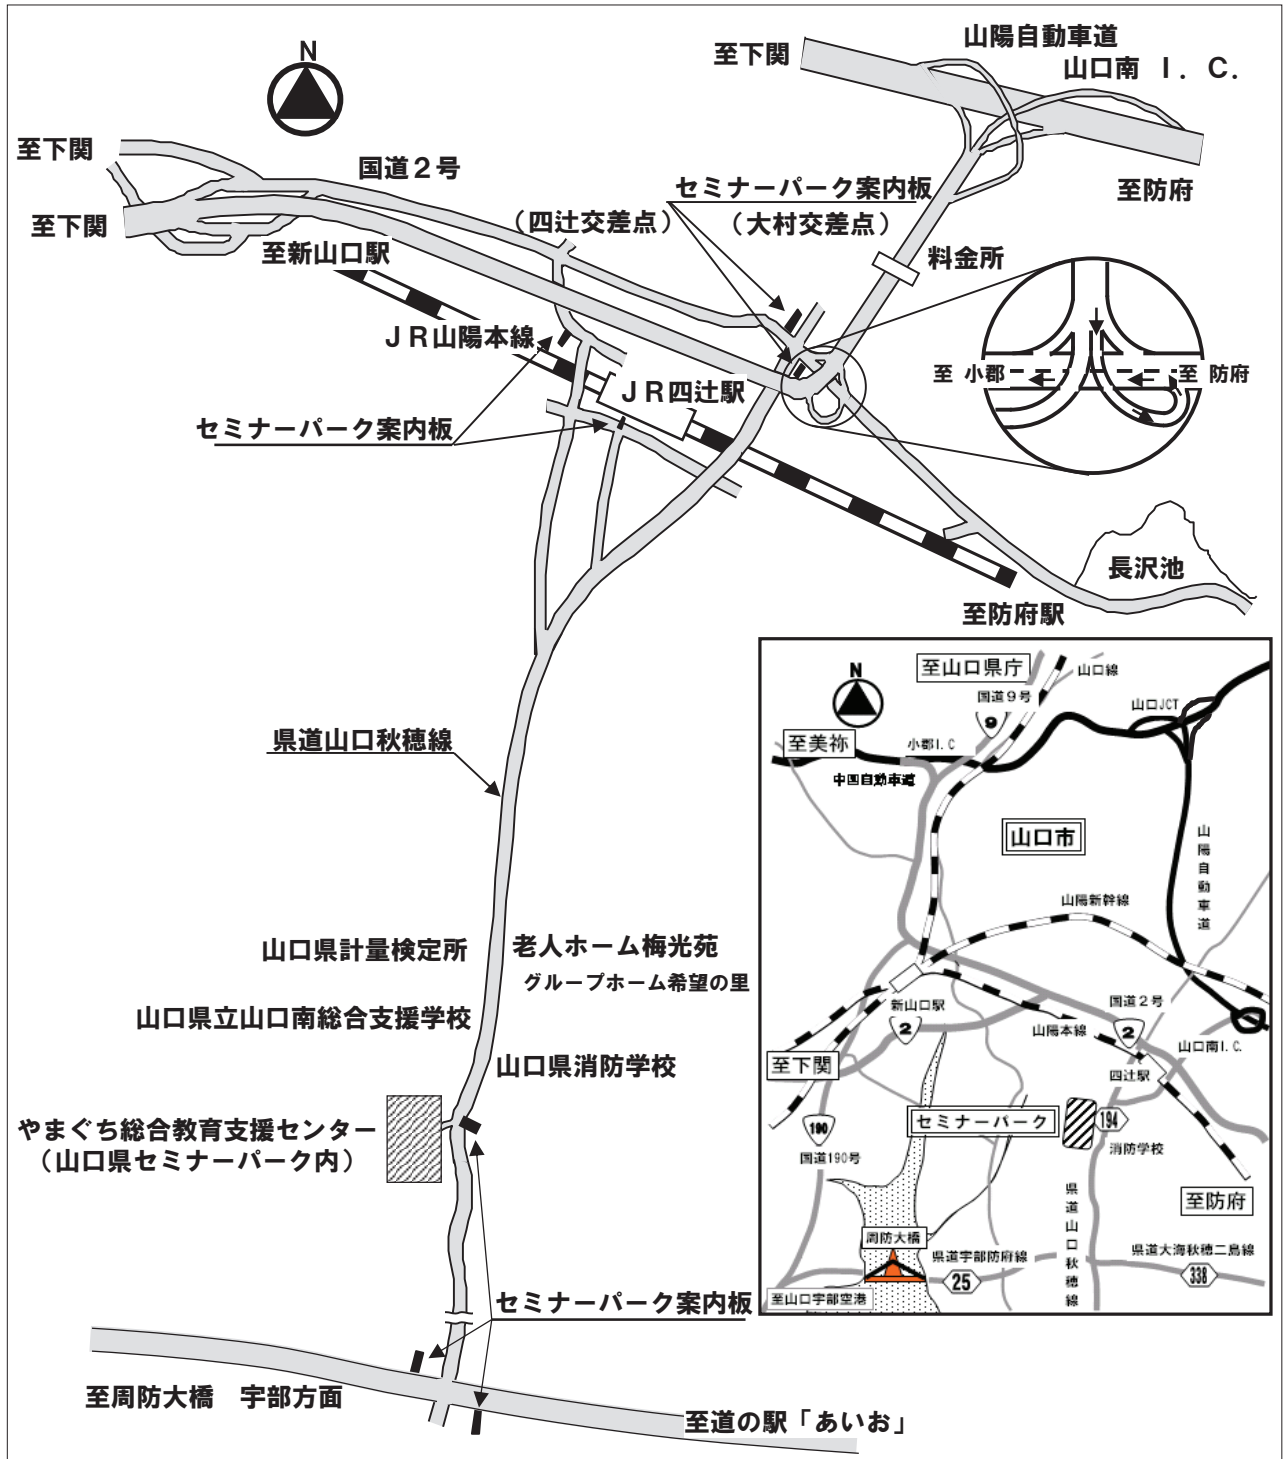 N
至下関
山陽自動車道
山口南 Ｉ．Ｃ．
至下関
国道２号
セミナーパーク案内板
至防府
至下関
（四辻交差点）
（大村交差点）
至新山口駅
料金所
ＪＲ山陽本線
至 小郡
至 防府
ＪＲ四辻駅
セミナーパーク案内板
長沢池
至防府駅
県道山口秋穂線
山口県計量検定所
老人ホーム梅光苑
グループホーム希望の里
山口県立山口南総合支援学校
山口県消防学校
やまぐち総合教育支援センター
（山口県セミナーパーク内）
セミナーパーク案内板
至周防大橋　宇部方面
至道の駅「あいお」
N
至山口県庁
山口線
国道９号
9
山口JCT
至美祢
小郡I.C
中国自動車道
山口市
山陽自動車道
山陽新幹線
新山口駅
国道２号
2
山陽本線
2
山口南I.C.
至下関
四辻駅
セミナーパーク
194
190
消防学校
国道190号
県道山口秋穂線
至防府
周防大橋
県道宇部防府線
県道大海秋穂二島線
25
338
至山口宇部空港